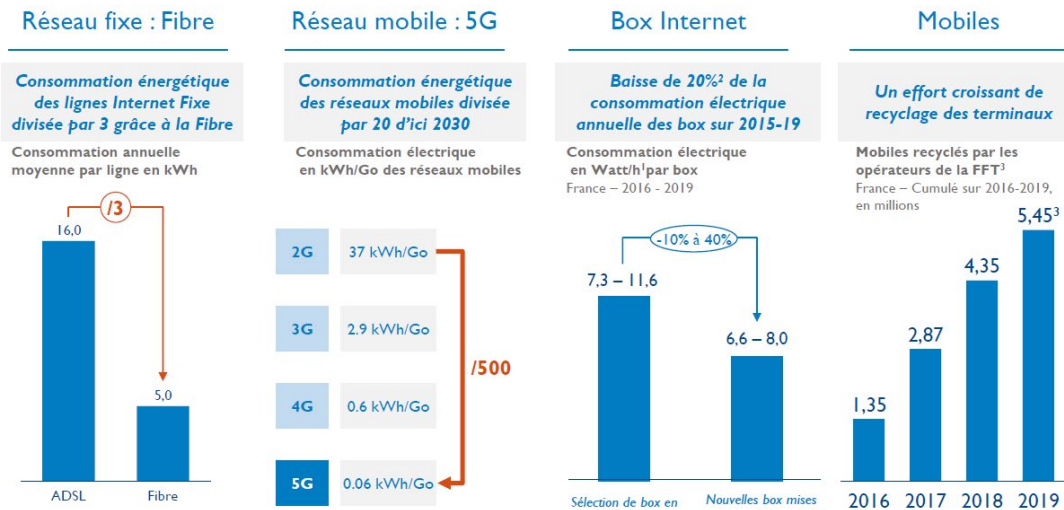 Réseau fixe : Fibre
Consommation énergétique
des lignes Internet Fixe
divisée par 3 grâce à la Fibre
Consommation annuelle
moyenne par ligne en kWh
/3
16,0
5,0
ADSL
Fibre
Réseau mobile : 5G
Consommation énergétique
des réseaux mobiles divisée
par 20 d'ici 2030
Consommation électrique
en kWh/Go des réseaux mobiles
2G 37 kWh/Go
3G 2.9 kWh/Go
/500
4G 0.6 kWh/Go
5G 0.06 kWh/Go
Box Internet
Baisse de 20%² de la
consommation électrique
annuelle des box sur 2015-19
Consommation électrique
en Watt/h¹par box
France – 2016 - 2019
-10% à 40%
7,3 – 11,6
6,6 – 8,0
Sélection de box en
Nouvelles box mises
Mobiles
Un effort croissant de
recyclage des terminaux
Mobiles recyclés par les
opérateurs de la FFT³
France – Cumulé sur 2016-2019,
en millions
5,45³
4,35
2,87
1,35
2016 2017 2018 2019